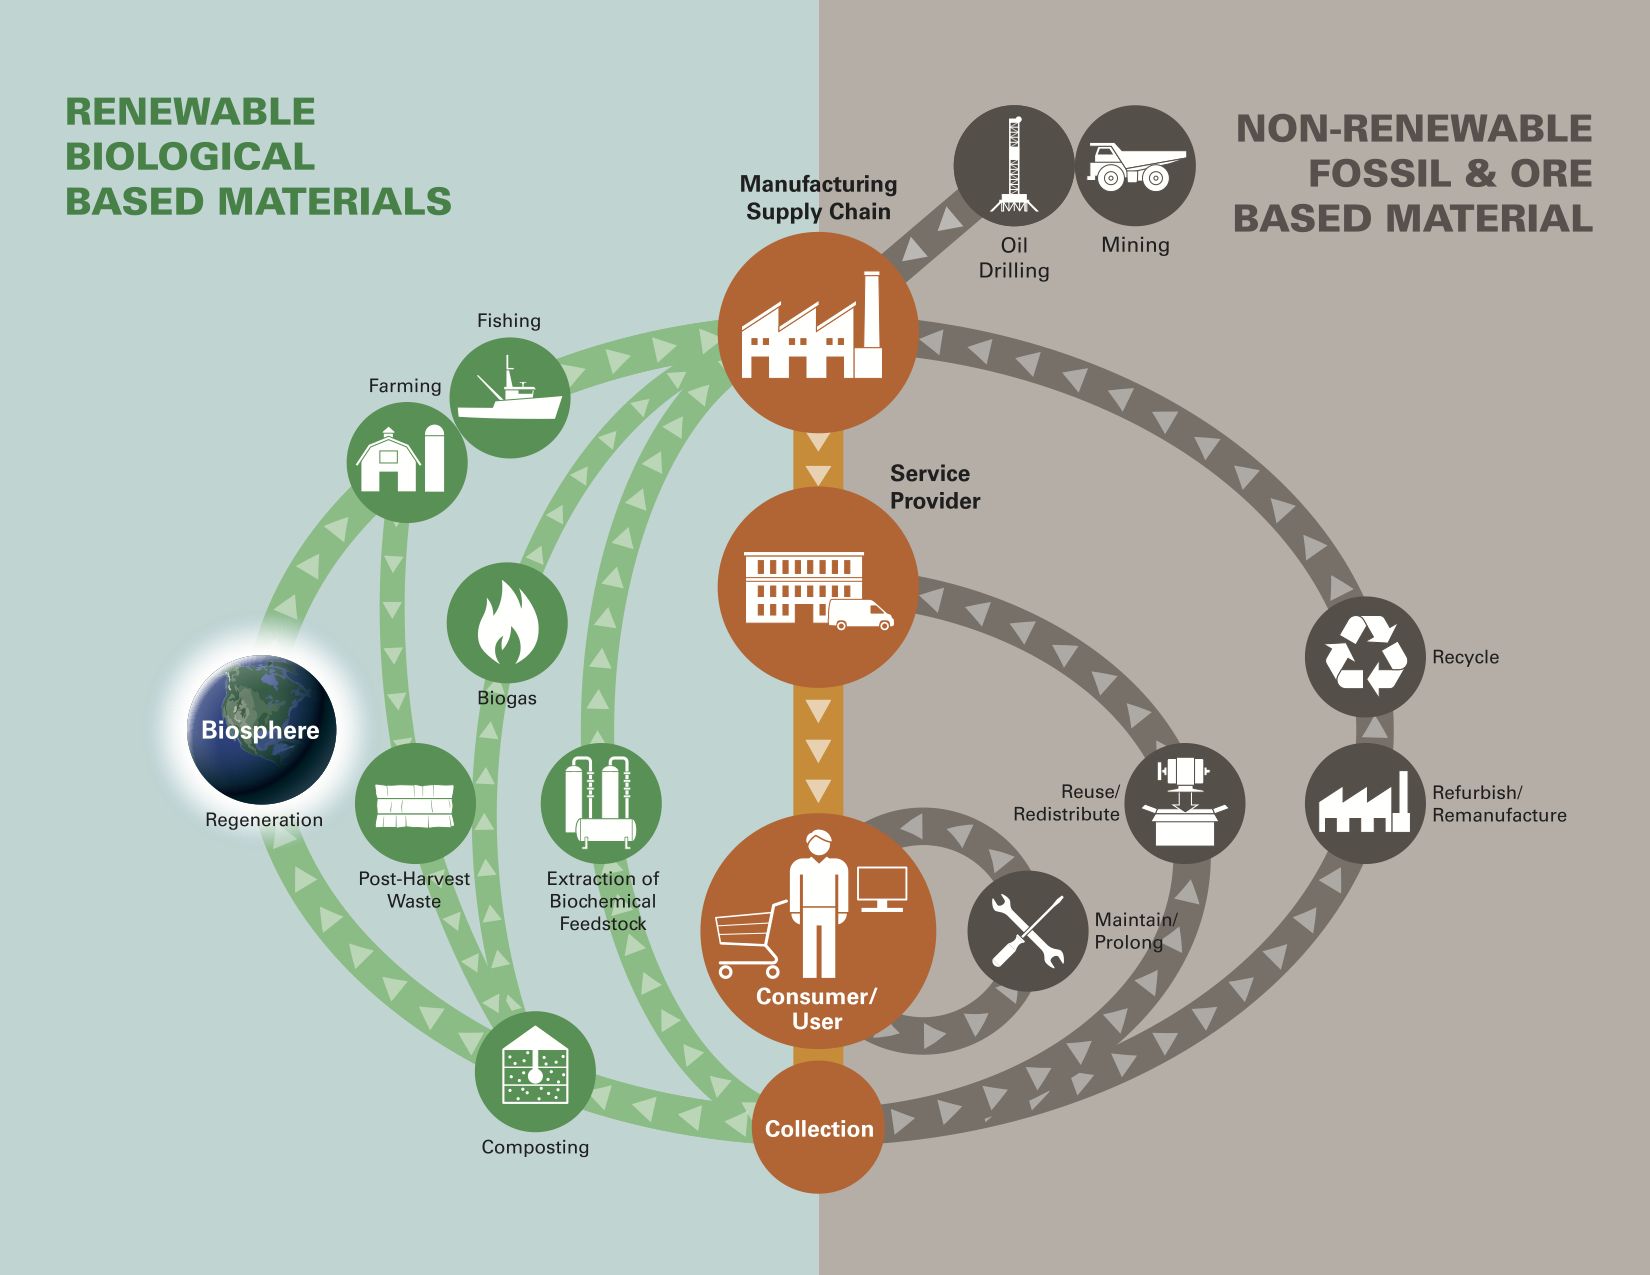 RENEWABLE
BIOLOGICAL
BASED MATERIALS
NON-RENEWABLE
FOSSIL & ORE
BASED MATERIAL
Manufacturing
Supply Chain
Oil
Drilling
Mining
Fishing
Farming
Service
Provider
Biogas
Recycle
Biosphere
Regeneration
Reuse/
Redistribute
Refurbish/
Remanufacture
Post-Harvest
Waste
Extraction of
Biochemical
Feedstock
Maintain/
Prolong
Consumer/
User
Collection
Composting